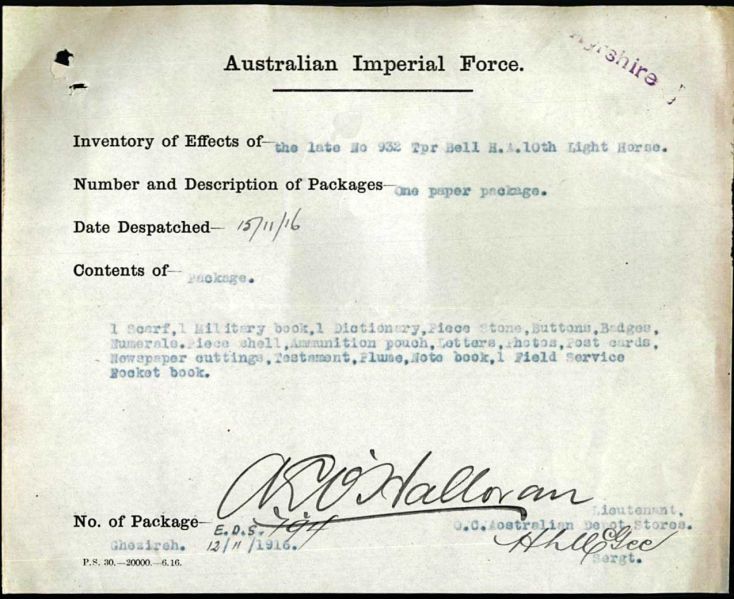 Ayrshire
Australian Imperial Force.
Inventory of Effects of— the late No 932 Tpr Bell H.A.10th Light Horse.
Number and Description of Packages— One paper package.
Date Despatched— 15/11/16
Contents of— Package.
1 Scarf,1 Military book,1 Dictionary,Piece Stone,Buttons,Badges,
Numerals.Piece shell,Ammunition pouch,Letters,Photos,Post cards,
Newspaper cuttings,Testament,Plume,Note book,1 Field Service
Pocket book.
O'Halloran
Lieutenant,
No. of Package— E.D.S. O.C.Aostralian Depot Stores.
Ghezireh. 12/11/1916. McGee
Sergt.
P.S. 30.—20000.—6.16.